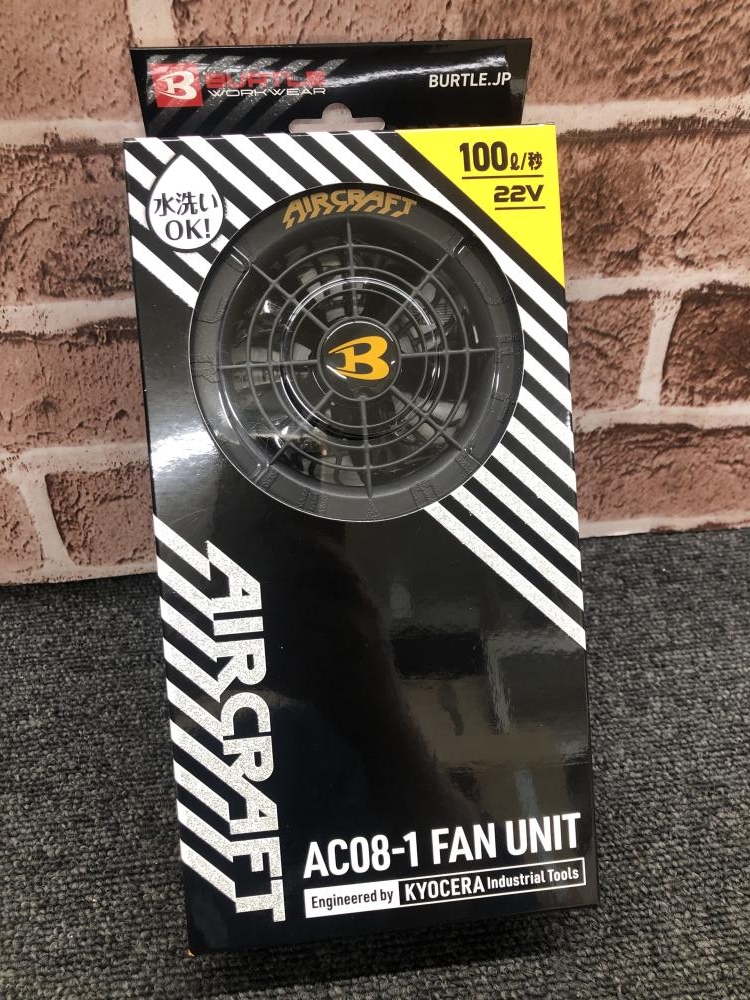 BURTLE
WORKWEAR
BURTLE.JP
100ℓ/秒
22V
水洗い
OK!
AIRCRAFT
B
AIRCRAFT
AC08-1 FAN UNIT
Engineered by KYOCERA Industrial Tools